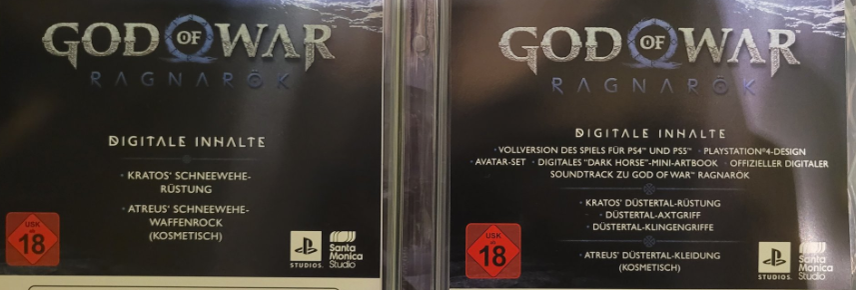 GOD OF WAR
RAGNARÖK
DIGITALE INHALTE
• KRATOS' SCHNEEWEHE-
RÜSTUNG
• ATREUS' SCHNEEWEHE-
WAFFENROCK
(KOSMETISCH)
USK
ab
18
STUDIOS.
Santa
Monica
Studio
GOD OF WAR
RAGNARÖK
DIGITALE INHALTE
• VOLLVERSION DES SPIELS FÜR PS4™ UND PS5™ • PLAYSTATION®4-DESIGN
• AVATAR-SET • DIGITALES "DARK HORSE"-MINI-ARTBOOK • OFFIZIELLER DIGITALER
SOUNDTRACK ZU GOD OF WAR™ RAGNARÖK
• KRATOS' DÜSTERTAL-RÜSTUNG
• DÜSTERTAL-AXTGRIFF
• DÜSTERTAL-KLINGENGRIFFE
• ATREUS' DÜSTERTAL-KLEIDUNG
(KOSMETISCH)
USK
ab
18
STUDIOS.
Santa
Monica
Studio